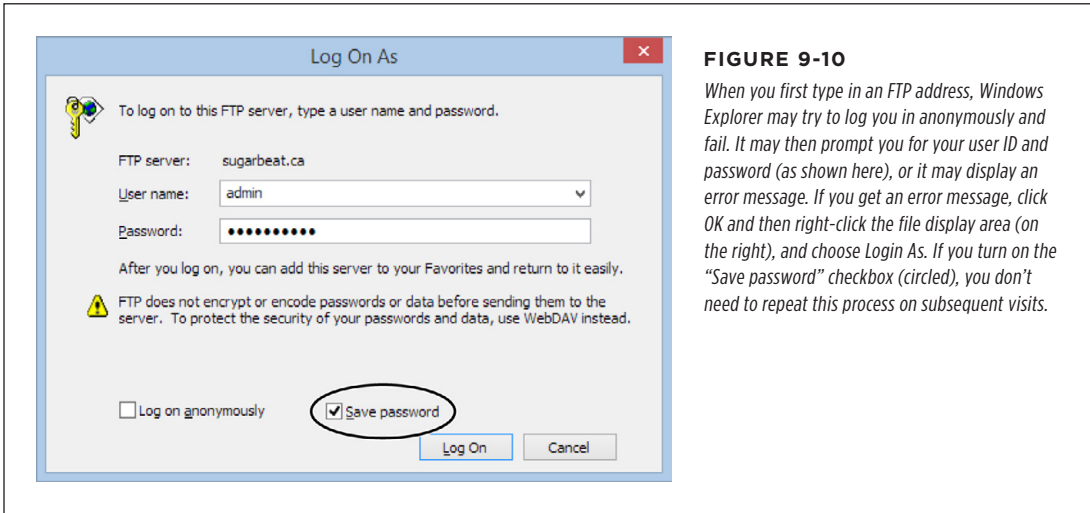 Log On As
To log on to this FTP server, type a user name and password.
FTP server: sugarbeat.ca
User name: admin
Password: ••••••••••
After you log on, you can add this server to your Favorites and return to it easily.
FTP does not encrypt or encode passwords or data before sending them to the
server. To protect the security of your passwords and data, use WebDAV instead.
Log on anonymously Save password
Log On Cancel
FIGURE 9-10
When you first type in an FTP address, Windows
Explorer may try to log you in anonymously and
fail. It may then prompt you for your user ID and
password (as shown here), or it may display an
error message. If you get an error message, click
OK and then right-click the file display area (on
the right), and choose Login As. If you turn on the
“Save password” checkbox (circled), you don’t
need to repeat this process on subsequent visits.